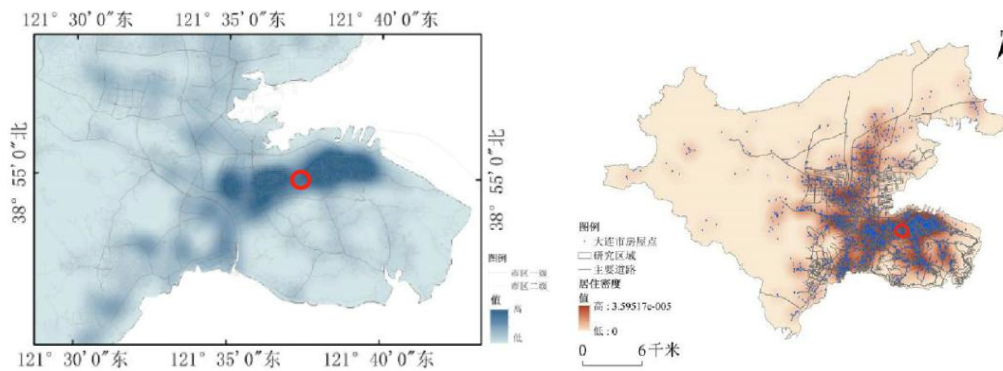 121° 30′0″东 121° 35′0″东 121° 40′0″东
38° 55′0″北
38° 55′0″北
图例
市区一级
市区二级
值
高
低
121° 30′0″东 121° 35′0″东 121° 40′0″东
图例
大连市房屋点
研究区域
主要道路
居住密度
值
高:3.59517e-005
低:0
0 6千米